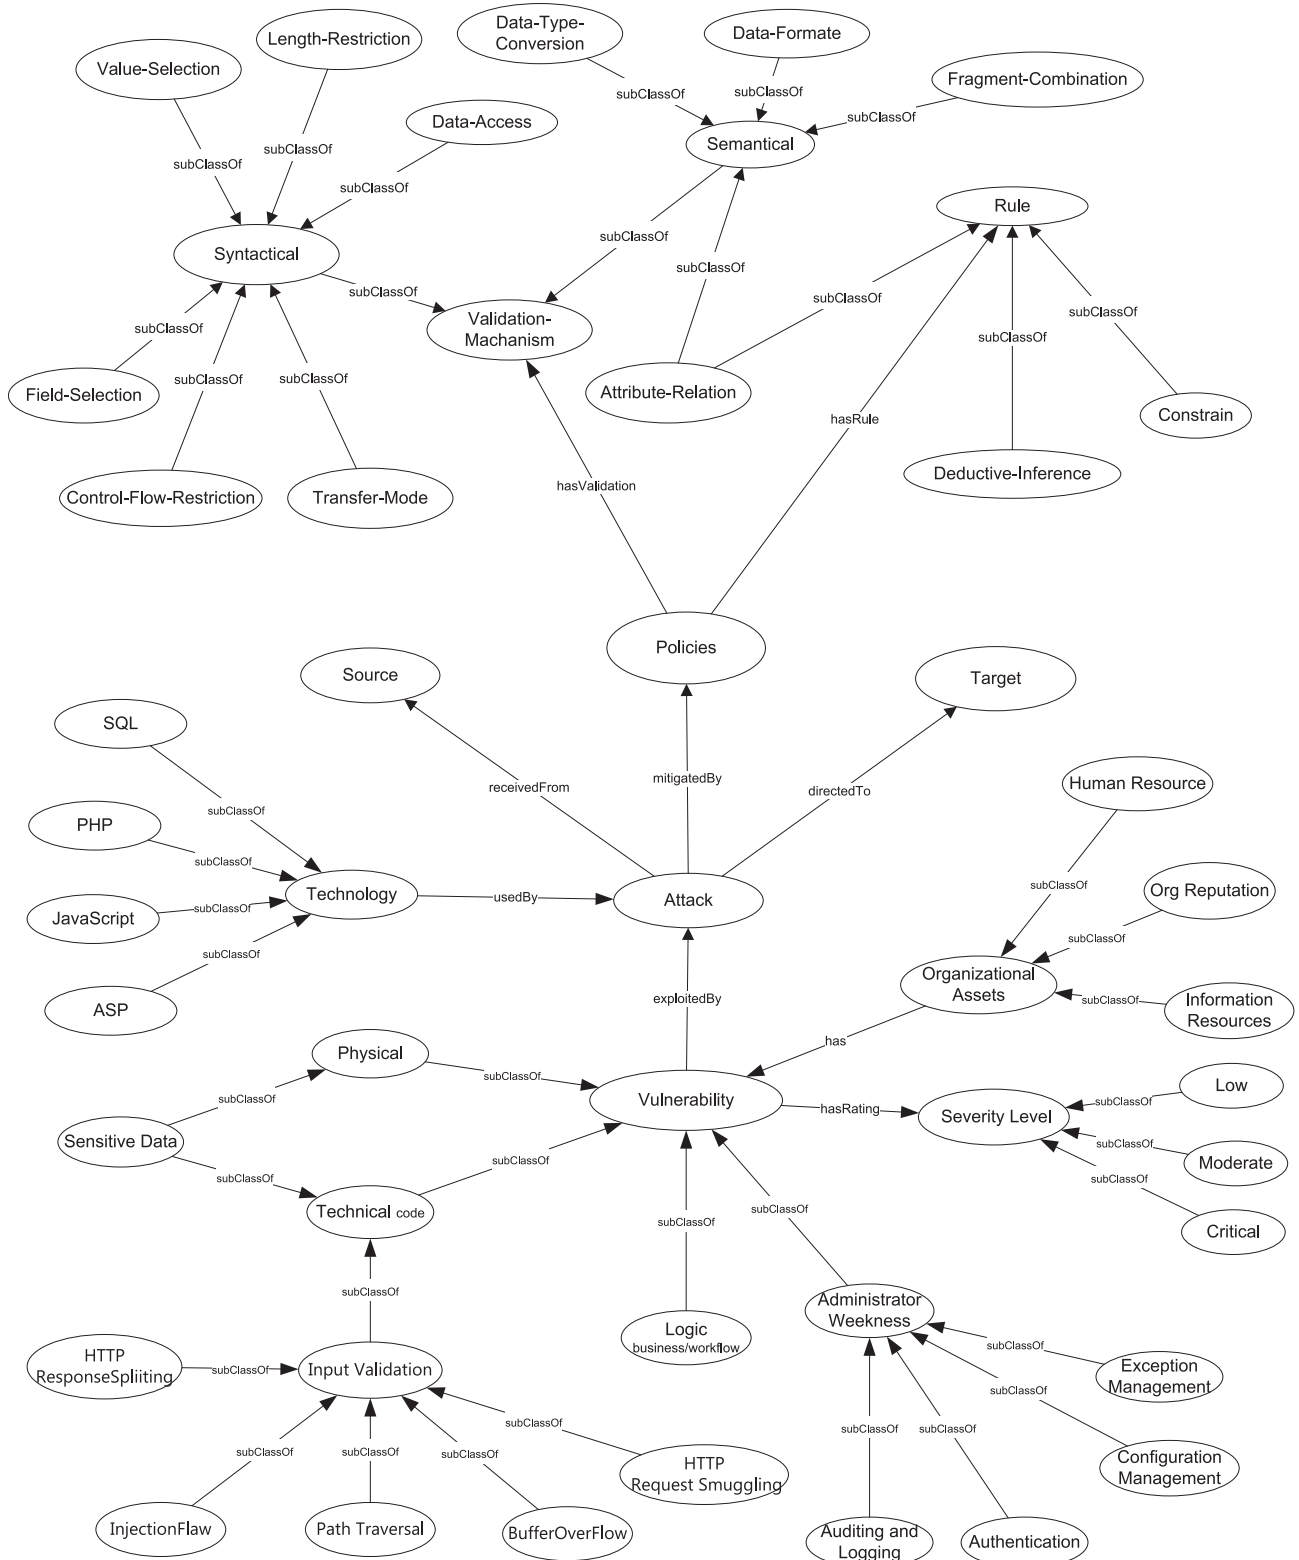 Data-Type-
Conversion
Data-Formate
Length-Restriction
Value-Selection
Fragment-Combination
subClassOf
subClassOf
subClassOf
Data-Access
Semantical
subClassOf
subClassOf
subClassOf
Rule
subClassOf
Syntactical
subClassOf
subClassOf
subClassOf
subClassOf
Validation-
Machanism
subClassOf
subClassOf
subClassOf
subClassOf
subClassOf
Field-Selection
Attribute-Relation
Constrain
hasRule
Deductive-Inference
hasValidation
Control-Flow-Restriction
Transfer-Mode
Policies
Source
Target
SQL
mitigatedBy
receivedFrom
directedTo
Human Resource
subClassOf
PHP
subClassOf
subClassOf
Org Reputation
Technology
usedBy
Attack
JavaScript
subClassOf
subClassOf
subClassOf
Organizational
Assets
exploitedBy
subClassOf
Information
Resources
ASP
has
Physical
subClassOf
Low
subClassOf
Vulnerability
hasRating
subClassOf
Severity Level
Sensitive Data
subClassOf
subClassOf
Moderate
subClassOf
subClassOf
subClassOf
Technical code
subClassOf
subClassOf
Critical
subClassOf
Administrator
Weekness
Logic
business/workflow
HTTP
ResponseSpliiting
subClassOf
Input Validation
subClassOf
Exception
Management
subClassOf
subClassOf
subClassOf
subClassOf
subClassOf
subClassOf
subClassOf
HTTP
Request Smuggling
Configuration
Management
InjectionFlaw
Path Traversal
BufferOverFlow
Auditing and
Logging
Authentication